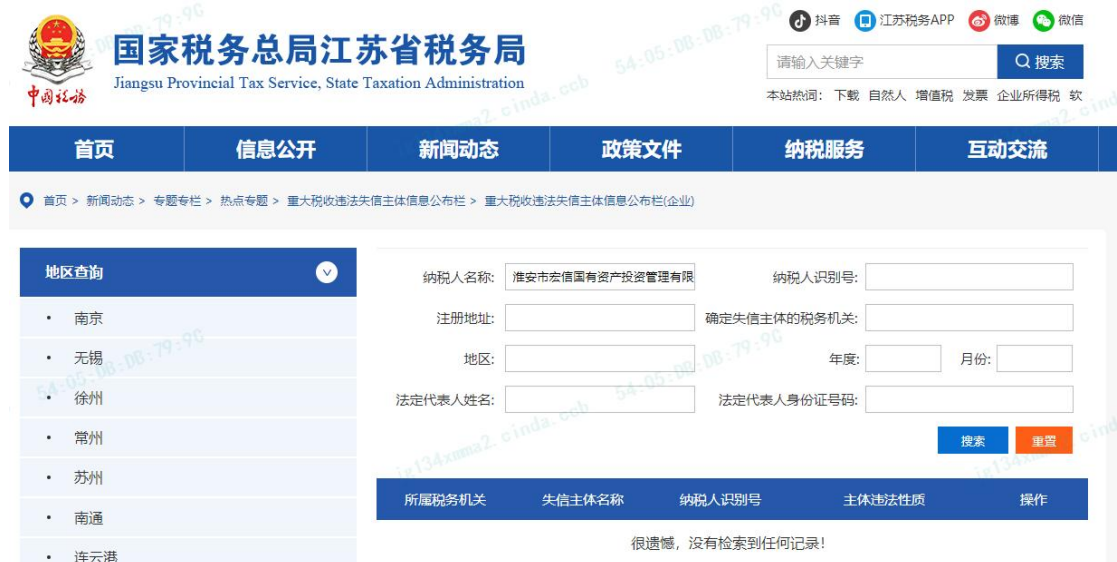 抖音 江苏税务APP 微博 微信
国家税务总局江苏省税务局
Jiangsu Provincial Tax Service, State Taxation Administration
中国税务
请输入关键字 搜索
本站热词: 下载 自然人 增值税 发票 企业所得税 软
首页 信息公开 新闻动态 政策文件 纳税服务 互动交流
首页 > 新闻动态 > 专题专栏 > 热点专题 > 重大税收违法失信主体信息公布栏 > 重大税收违法失信主体信息公布栏(企业)
地区查询
南京
无锡
徐州
常州
苏州
南通
连云港
纳税人名称: 淮安市宏信国有资产投资管理有限 纳税人识别号:
注册地址: 确定失信主体的税务机关:
地区: 年度: 月份:
法定代表人姓名: 法定代表人身份证号码:
搜索 重置
所属税务机关 失信主体名称 纳税人识别号 主体违法性质 操作
很遗憾，没有检索到任何记录!
54:05:DB:DB:79:9C